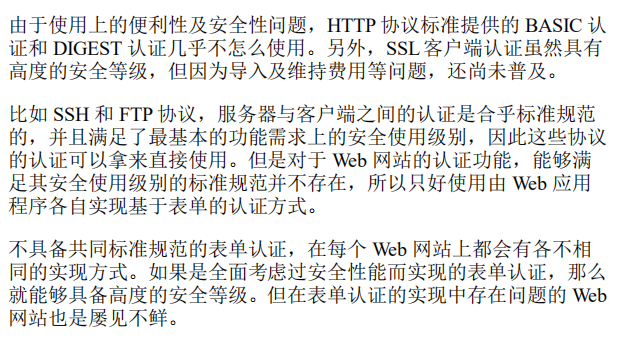 由于使用上的便利性及安全性问题，HTTP 协议标准提供的 BASIC 认
证和 DIGEST 认证几乎不怎么使用。另外，SSL 客户端认证虽然具有
高度的安全等级，但因为导入及维持费用等问题，还尚未普及。
比如 SSH 和 FTP 协议，服务器与客户端之间的认证是合乎标准规范
的，并且满足了最基本的功能需求上的安全使用级别，因此这些协议
的认证可以拿来直接使用。但是对于 Web 网站的认证功能，能够满
足其安全使用级别的标准规范并不存在，所以只好使用由 Web 应用
程序各自实现基于表单的认证方式。
不具备共同标准规范的表单认证，在每个 Web 网站上都会有各不相
同的实现方式。如果是全面考虑过安全性能而实现的表单认证，那么
就能够具备高度的安全等级。但在表单认证的实现中存在问题的 Web
网站也是屡见不鲜。